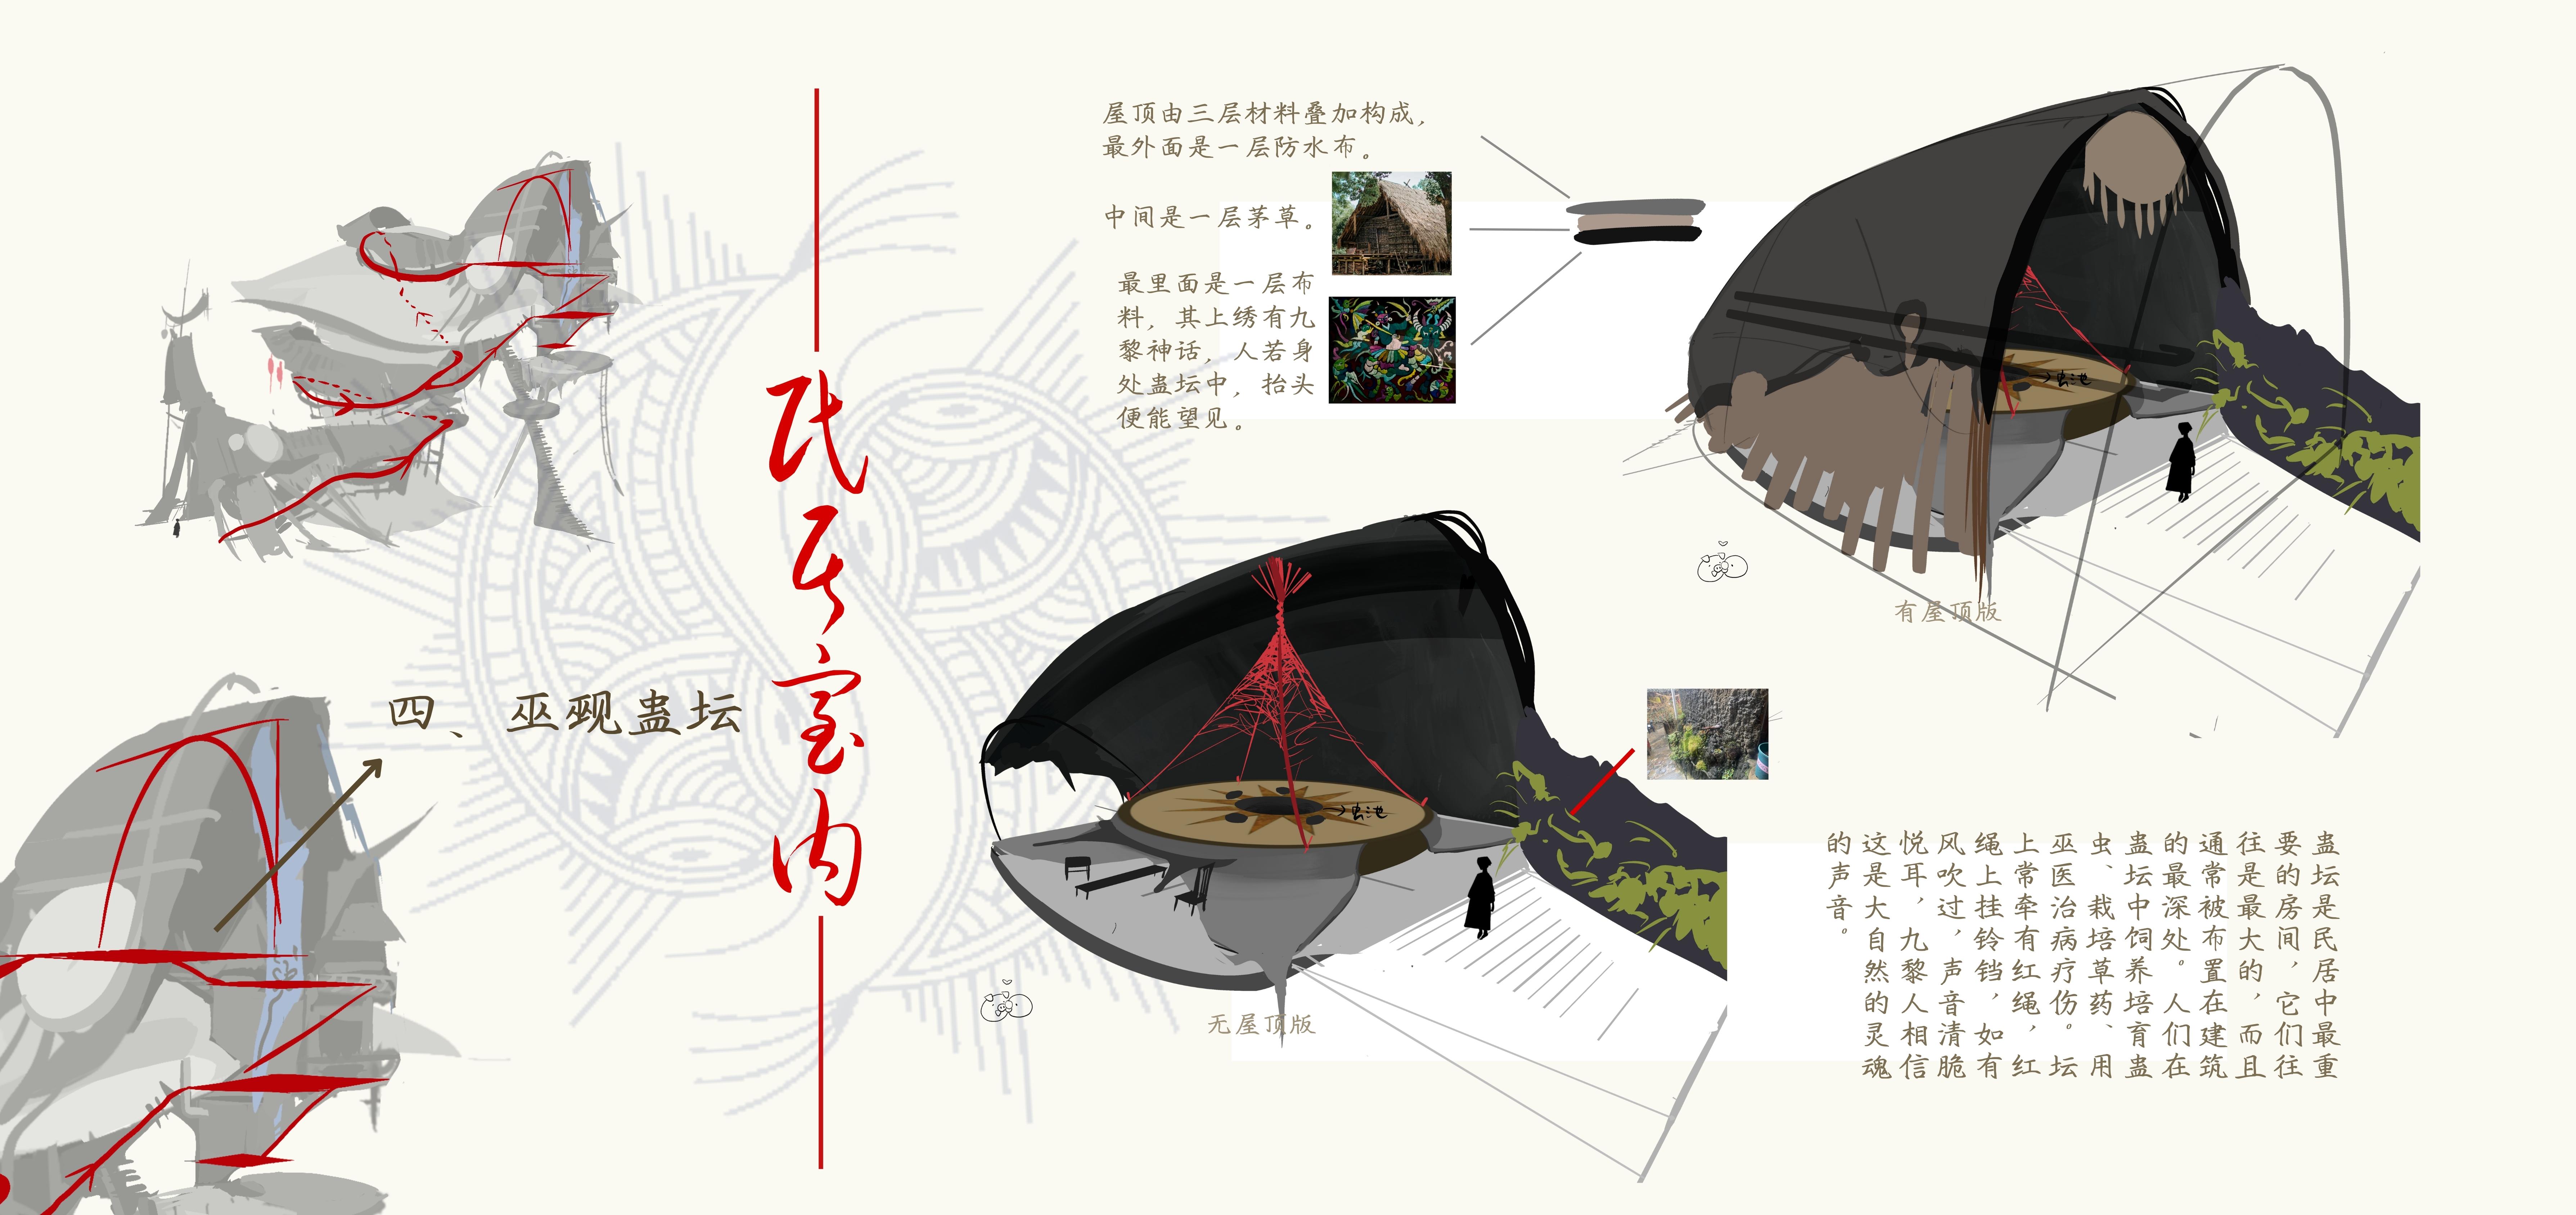 屋顶由三层材料叠加构成，
最外面是一层防水布。
中间是一层茅草。
最里面是一层布
料，其上绣有九
黎神话，人若身
处蛊坛中，抬头
便能望见。
民居室内
四、巫觋蛊坛
虫池
有屋顶版
虫池
无屋顶版
蛊坛是民居中最重
要的房间，它们往
往是最大的，而且
通常被布置在建筑
的最深处。人们在
蛊坛中饲养培育蛊
虫、栽培草药、用
巫医治病疗伤。坛
上常牵有红绳，红
绳上挂铃铛，如有
风吹过，声音清脆
悦耳，九黎人相信
这是大自然的灵魂
的声音。